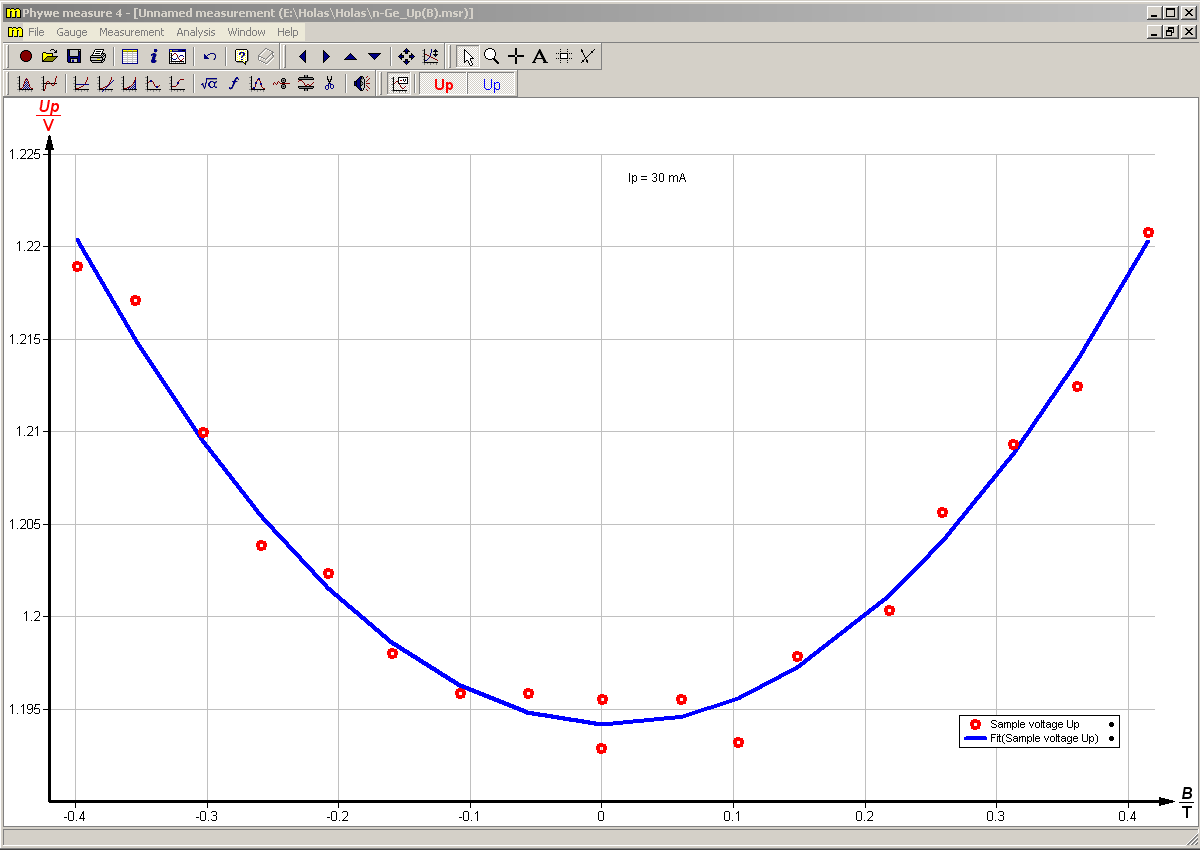 Phywe measure 4 - [Unnamed measurement (E:\Holas\Holas\n-Ge_Up(B).msr)]
File Gauge Measurement Analysis Window Help
Up Up
Up
V
1.225
Ip = 30 mA
1.22
1.215
1.21
1.205
1.2
1.195
Sample voltage Up
Fit(Sample voltage Up)
-0.4 -0.3 -0.2 -0.1 0 0.1 0.2 0.3 0.4
B
T